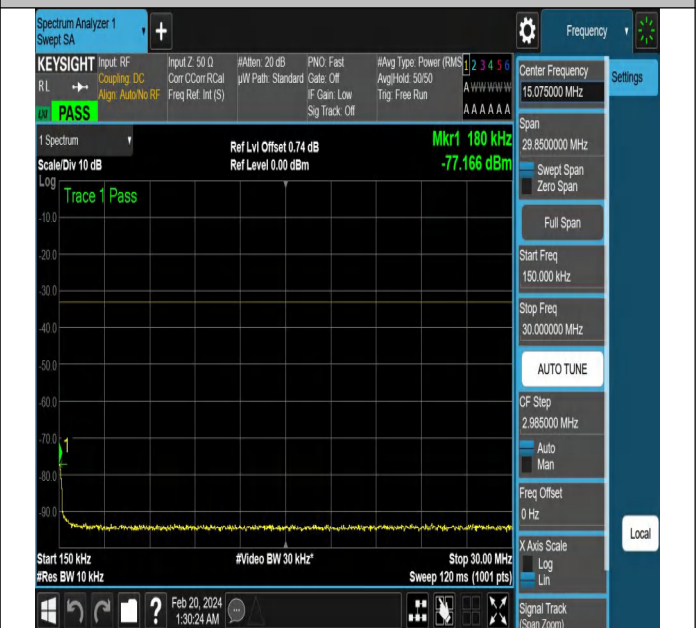 Spectrum Analyzer 1
Swept SA
+
Frequency
KEYSIGHT
RL
Input: RF
Coupling: DC
Align: Auto/No RF
Input Z: 50 Ω
Corr CCorr RCal
Freq Ref: Int (S)
#Atten: 20 dB
µW Path: Standard
PNO: Fast
Gate: Off
IF Gain: Low
Sig Track: Off
#Avg Type: Power (RMS
Avg|Hold: 50/50
Trig: Free Run
1 2 3 4 5 6
A W W W W W
A A A A A A
PASS
1 Spectrum
Scale/Div 10 dB
Ref Lvl Offset 0.74 dB
Ref Level 0.00 dBm
Mkr1 180 kHz
-77.166 dBm
Log
Trace 1 Pass
-10.0
-20.0
-30.0
-40.0
-50.0
-60.0
-70.0
-80.0
-90.0
1
Start 150 kHz
#Res BW 10 kHz
#Video BW 30 kHz*
Stop 30.00 MHz
Sweep 120 ms (1001 pts)
Feb 20, 2024
1:30:24 AM
?
Center Frequency
15.075000 MHz
Settings
Span
29.8500000 MHz
Swept Span
Zero Span
Full Span
Start Freq
150.000 kHz
Stop Freq
30.000000 MHz
AUTO TUNE
CF Step
2.985000 MHz
Auto
Man
Freq Offset
0 Hz
Local
X Axis Scale
Log
Lin
Signal Track
(Span Zoom)